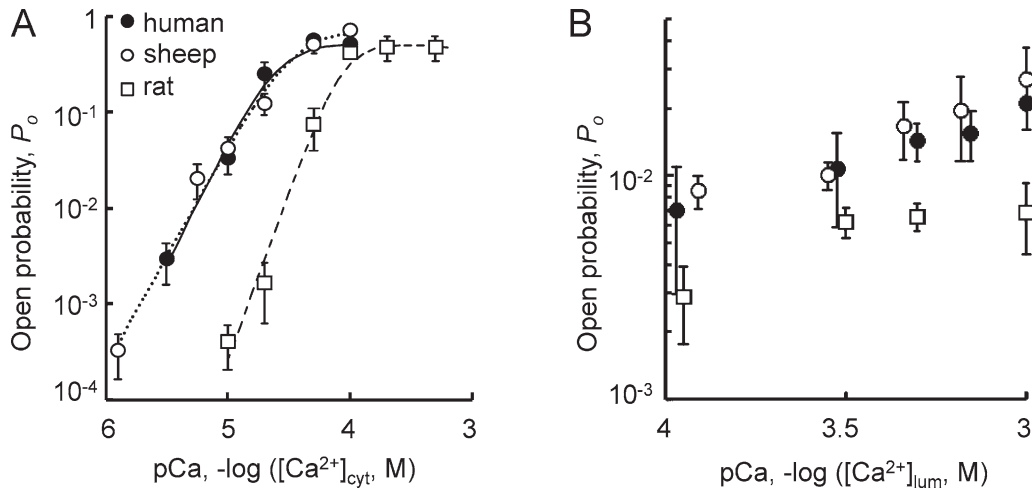 A
human
sheep
rat
Open probability, Pₒ
1
10⁻¹
10⁻²
10⁻³
10⁻⁴
6 5 4 3
pCa, -log ([Ca²⁺]cyt, M)
B
Open probability, Pₒ
10⁻²
10⁻³
4 3.5 3
pCa, -log ([Ca²⁺]lum, M)